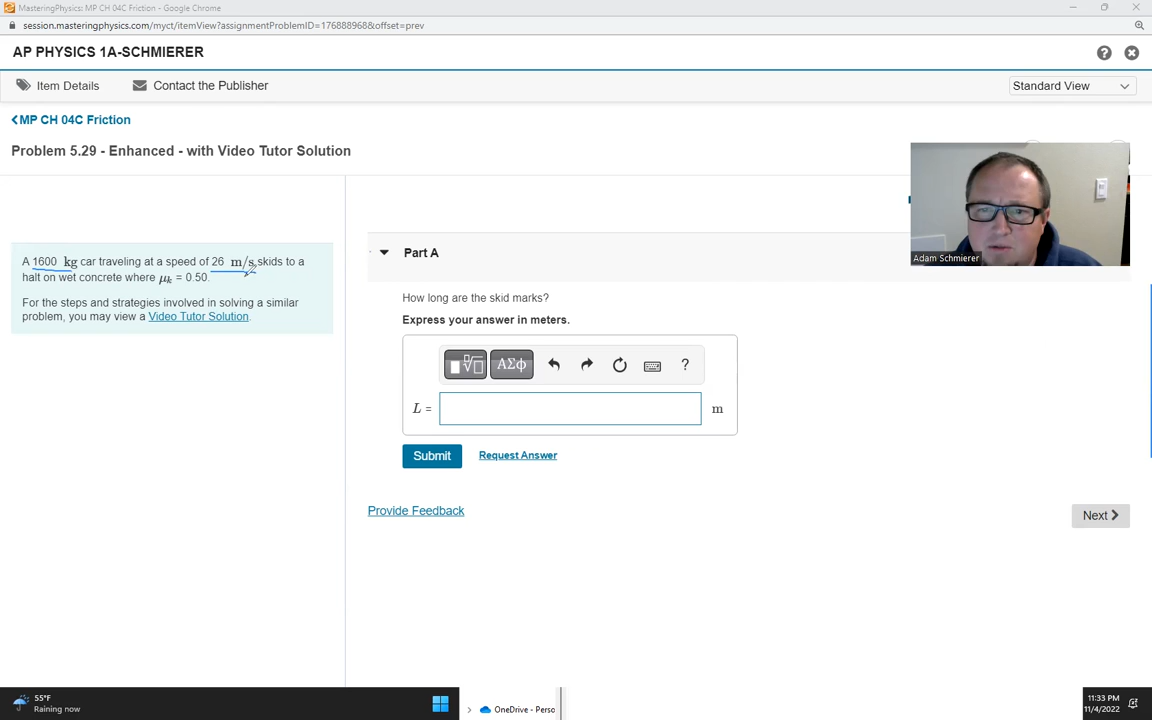 MasteringPhysics: MP CH 04C Friction - Google Chrome
session.masteringphysics.com/myct/itemView?assignmentProblemID=176888968&offset=prev
AP PHYSICS 1A-SCHMIERER
Item Details
Contact the Publisher
Standard View
MP CH 04C Friction
Problem 5.29 - Enhanced - with Video Tutor Solution
A 1600 kg car traveling at a speed of 26 m/s skids to a
halt on wet concrete where μk = 0.50.
For the steps and strategies involved in solving a similar
problem, you may view a Video Tutor Solution.
Part A
How long are the skid marks?
Express your answer in meters.
ΑΣϕ
?
L =
m
Submit
Request Answer
Provide Feedback
Next
Adam Schmierer
55°F
Raining now
OneDrive - Perso
11:33 PM
11/4/2022